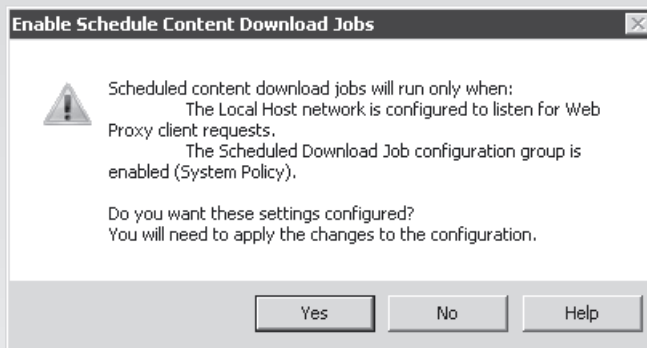 Enable Schedule Content Download Jobs
Scheduled content download jobs will run only when:
The Local Host network is configured to listen for Web
Proxy client requests.
The Scheduled Download Job configuration group is
enabled (System Policy).
Do you want these settings configured?
You will need to apply the changes to the configuration.
Yes
No
Help